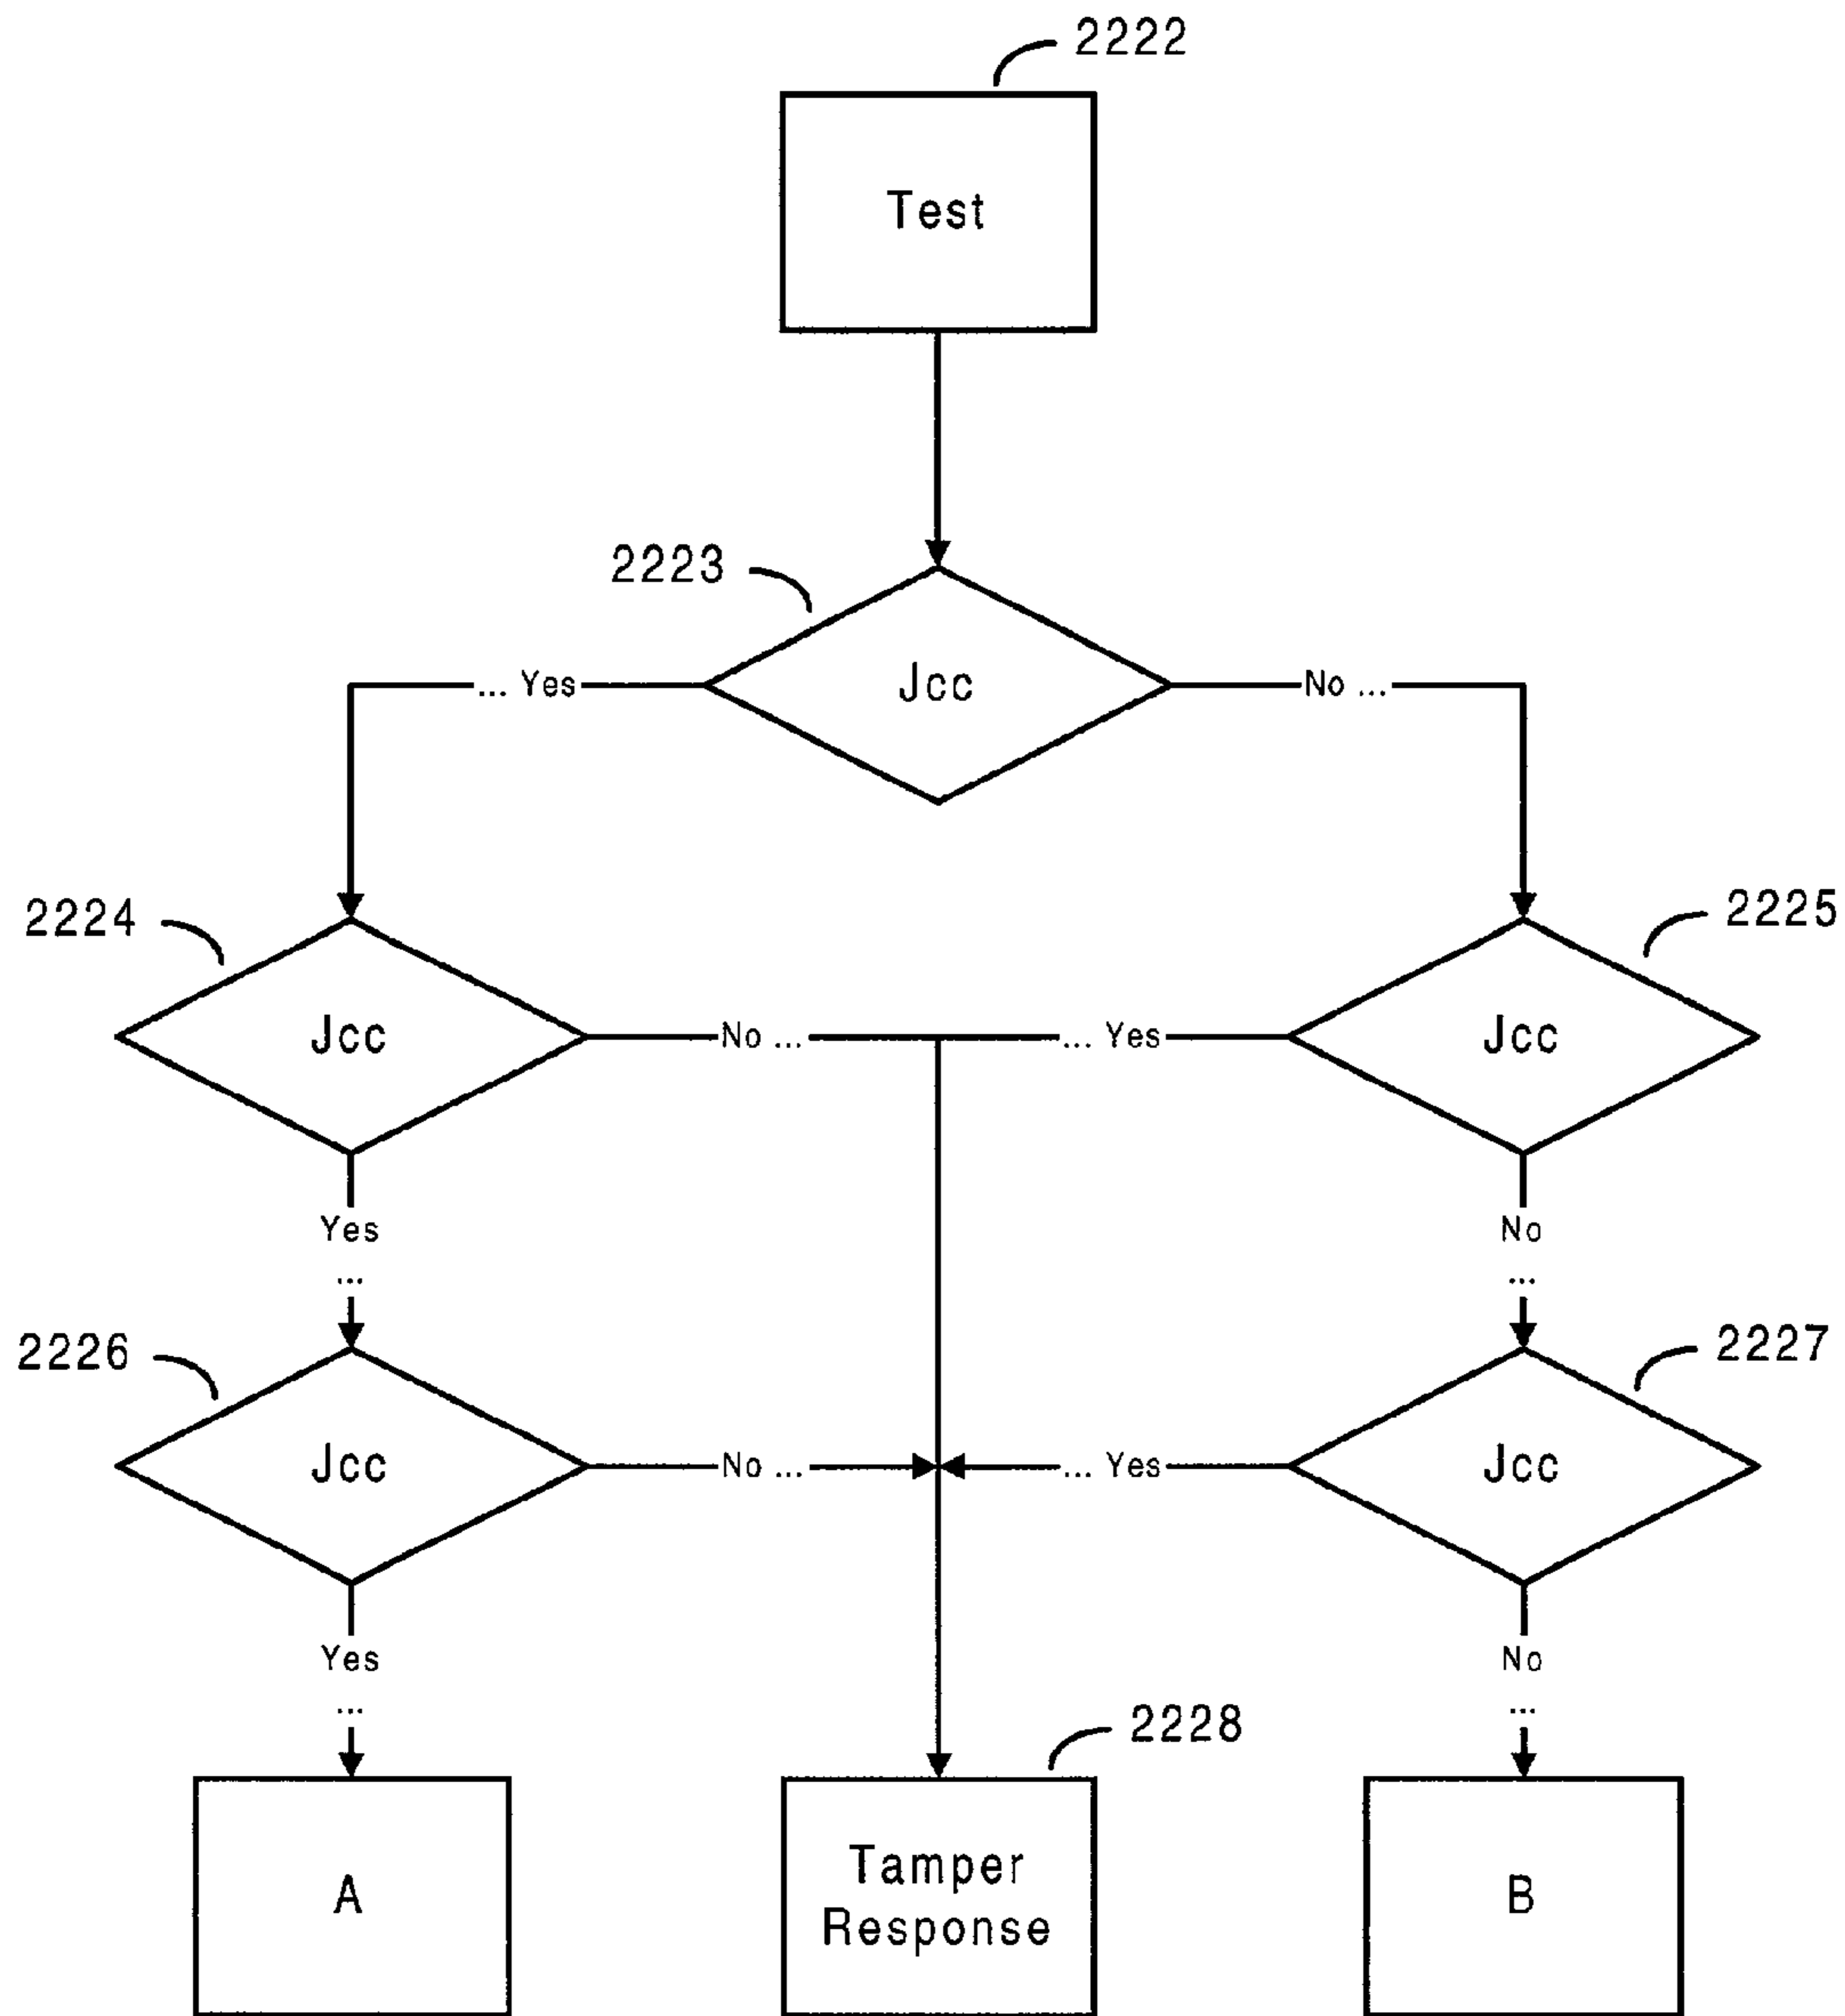 2222
Test
2223
Jcc
... Yes
No ...
2224
2225
Jcc
Jcc
No ...
... Yes
Yes
...
No
...
2226
2227
Jcc
Jcc
No ...
... Yes
Yes
...
No
...
2228
A
Tamper
Response
B